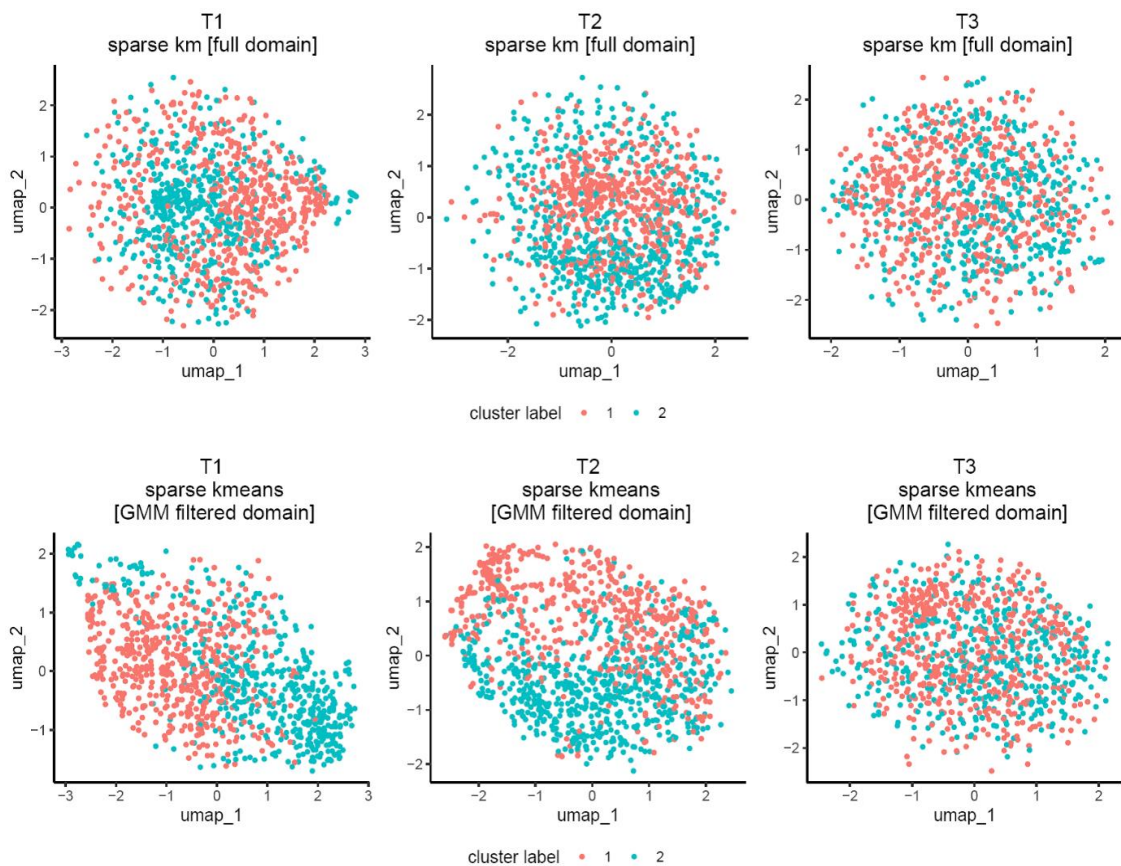 T1
sparse km [full domain]
T2
sparse km [full domain]
T3
sparse km [full domain]
umap_2
2
1
0
−1
−2
−3
−2
−1
0
1
2
3
umap_1
umap_2
2
1
0
−1
−2
−2
0
2
umap_1
umap_2
2
1
0
−1
−2
−2
−1
0
1
2
umap_1
cluster label 1 2
T1
sparse kmeans
[GMM filtered domain]
T2
sparse kmeans
[GMM filtered domain]
T3
sparse kmeans
[GMM filtered domain]
umap_2
2
1
0
−1
−3
−2
−1
0
1
2
3
umap_1
umap_2
2
1
0
−1
−2
−2
−1
0
1
2
umap_1
umap_2
2
1
0
−1
−2
−2
−1
0
1
2
umap_1
cluster label 1 2